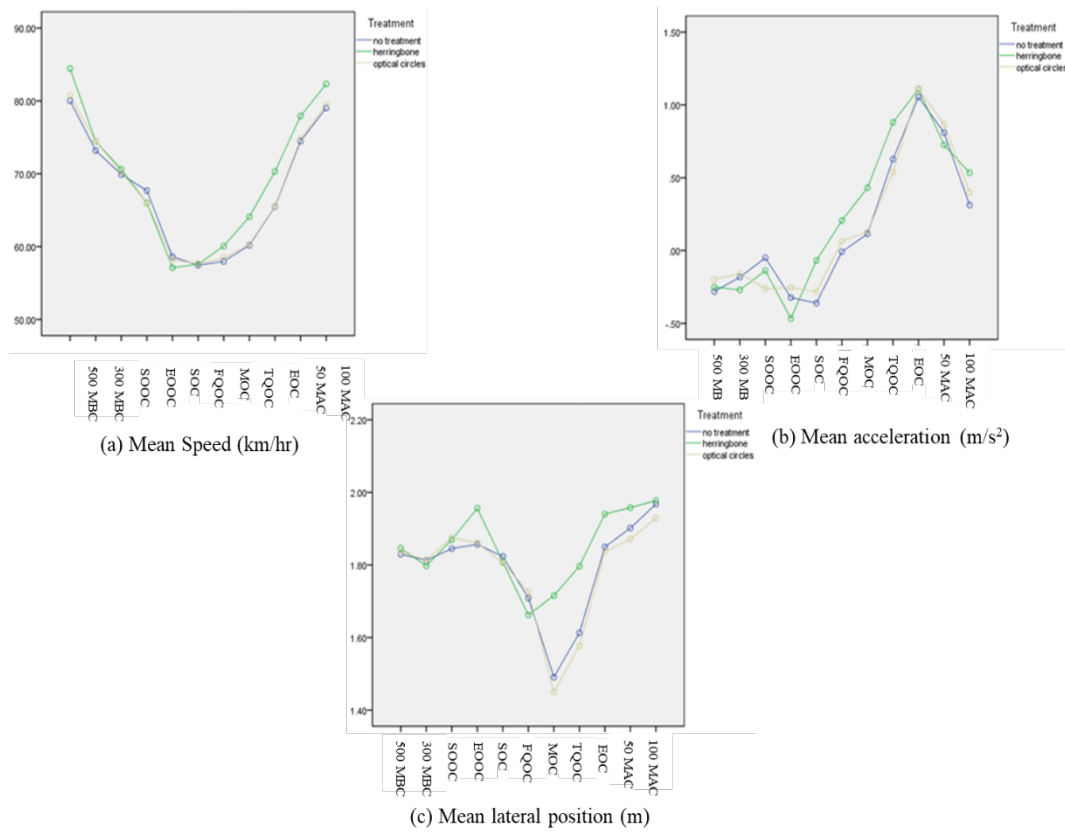 Treatment
no treatment
herringbone
optical circles
90.00
80.00
70.00
60.00
50.00
500 MBC
300 MBC
SOOC
EOOC
SOC
FQOC
MOC
TQOC
EOC
50 MAC
100 MAC
(a) Mean Speed (km/hr)
Treatment
no treatment
herringbone
optical circles
1.50
1.00
.50
.00
-.50
500 MB
300 MB
SOOC
EOOC
SOC
FQOC
MOC
TQOC
EOC
50 MAC
100 MAC
(b) Mean acceleration (m/s²)
Treatment
no treatment
herringbone
optical circles
2.20
2.00
1.80
1.60
1.40
500 MBC
300 MBC
SOOC
EOOC
SOC
FQOC
MOC
TQOC
EOC
50 MAC
100 MAC
(c) Mean lateral position (m)